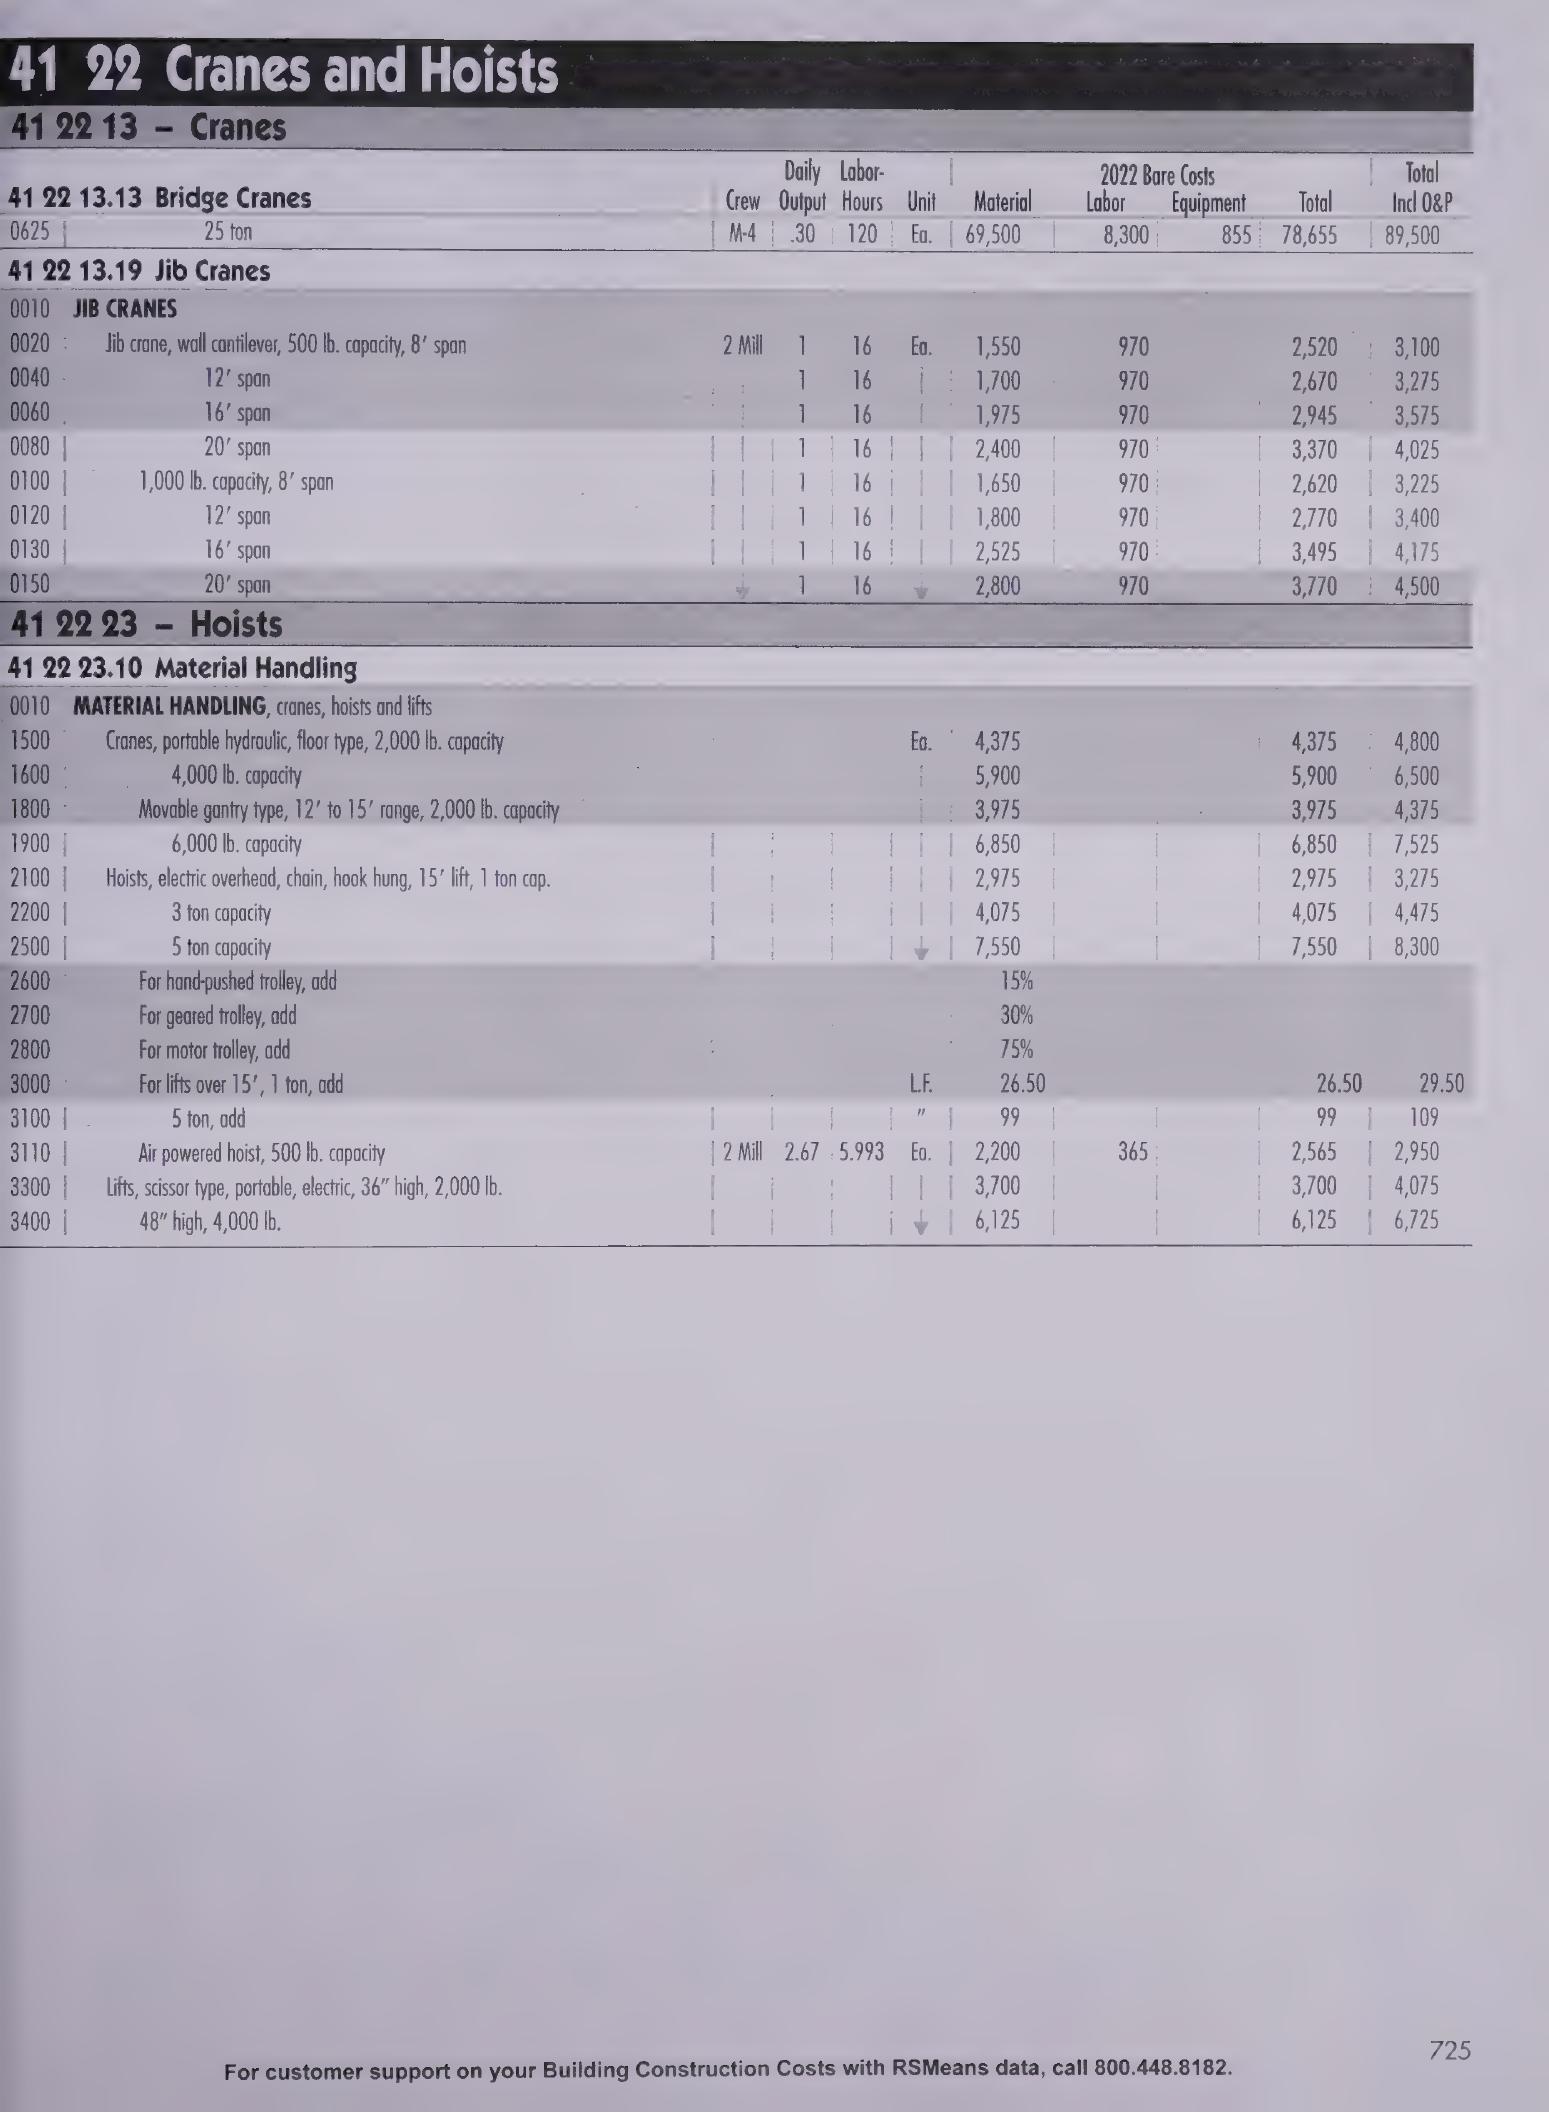 41 22 Cranes and Hoists
41 22 13 – Cranes
Daily Labor- 2022 Bare Costs Total
41 22 13.13 Bridge Cranes Crew Output Hours Unit Material Labor Equipment Total Incl O&P
0625 25 ton M-4 .30 120 Ea. 69,500 8,300 855 78,655 89,500
41 22 13.19 Jib Cranes
0010 JIB CRANES
0020 Jib crane, wall cantilever, 500 lb. capacity, 8' span 2 Mill 1 16 Ea. 1,550 970 2,520 3,100
0040 12' span 1 16 1,700 970 2,670 3,275
0060 16' span 1 16 1,975 970 2,945 3,575
0080 20' span 1 16 2,400 970 3,370 4,025
0100 1,000 lb. capacity, 8' span 1 16 1,650 970 2,620 3,225
0120 12' span 1 16 1,800 970 2,770 3,400
0130 16' span 1 16 2,525 970 3,495 4,175
0150 20' span 1 16 2,800 970 3,770 4,500
41 22 23 – Hoists
41 22 23.10 Material Handling
0010 MATERIAL HANDLING, cranes, hoists and lifts
1500 Cranes, portable hydraulic, floor type, 2,000 lb. capacity Ea. 4,375 4,375 4,800
1600 4,000 lb. capacity 5,900 5,900 6,500
1800 Movable gantry type, 12' to 15' range, 2,000 lb. capacity 3,975 3,975 4,375
1900 6,000 lb. capacity 6,850 6,850 7,525
2100 Hoists, electric overhead, chain, hook hung, 15' lift, 1 ton cap. 2,975 2,975 3,275
2200 3 ton capacity 4,075 4,075 4,475
2500 5 ton capacity 7,550 7,550 8,300
2600 For hand-pushed trolley, add 15%
2700 For geared trolley, add 30%
2800 For motor trolley, add 75%
3000 For lifts over 15', 1 ton, add L.F. 26.50 26.50 29.50
3100 5 ton, add " 99 99 109
3110 Air powered hoist, 500 lb. capacity 2 Mill 2.67 5.993 Ea. 2,200 365 2,565 2,950
3300 Lifts, scissor type, portable, electric, 36" high, 2,000 lb. 3,700 3,700 4,075
3400 48" high, 4,000 lb. 6,125 6,125 6,725
725
For customer support on your Building Construction Costs with RSMeans data, call 800.448.8182.